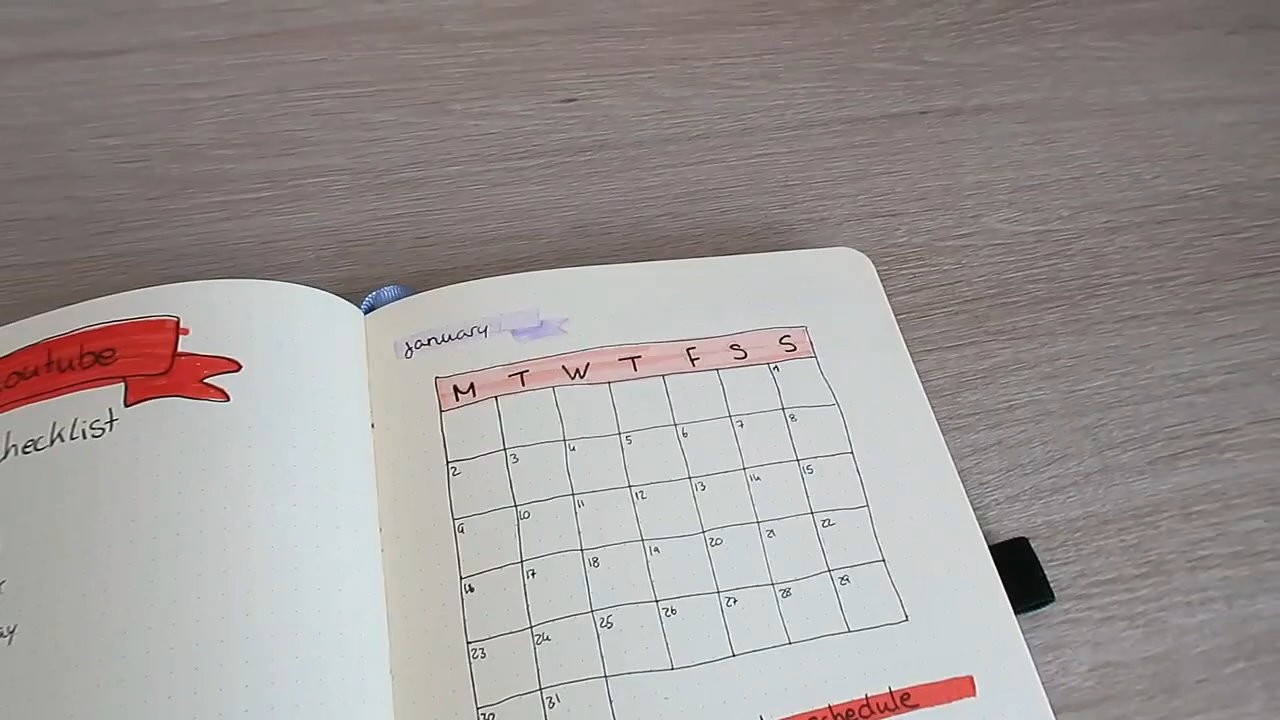 outube
hecklist
ay
january
M T W T F S S
1
2 3 4 5 6 7 8
9 10 11 12 13 14 15
16 17 18 19 20 21 22
23 24 25 26 27 28 29
30 31
schedule